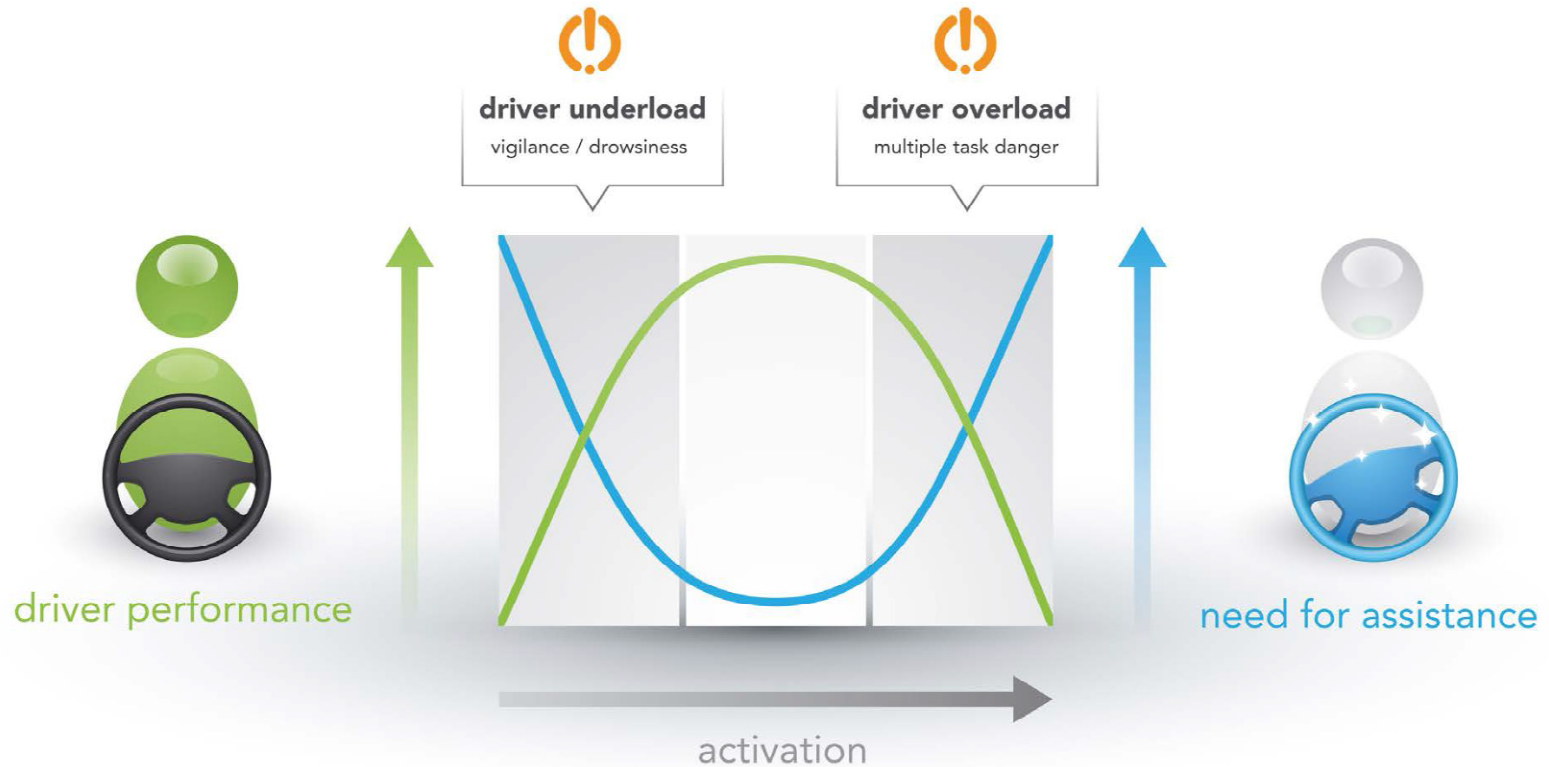 driver underload
vigilance / drowsiness
driver overload
multiple task danger
driver performance
need for assistance
activation